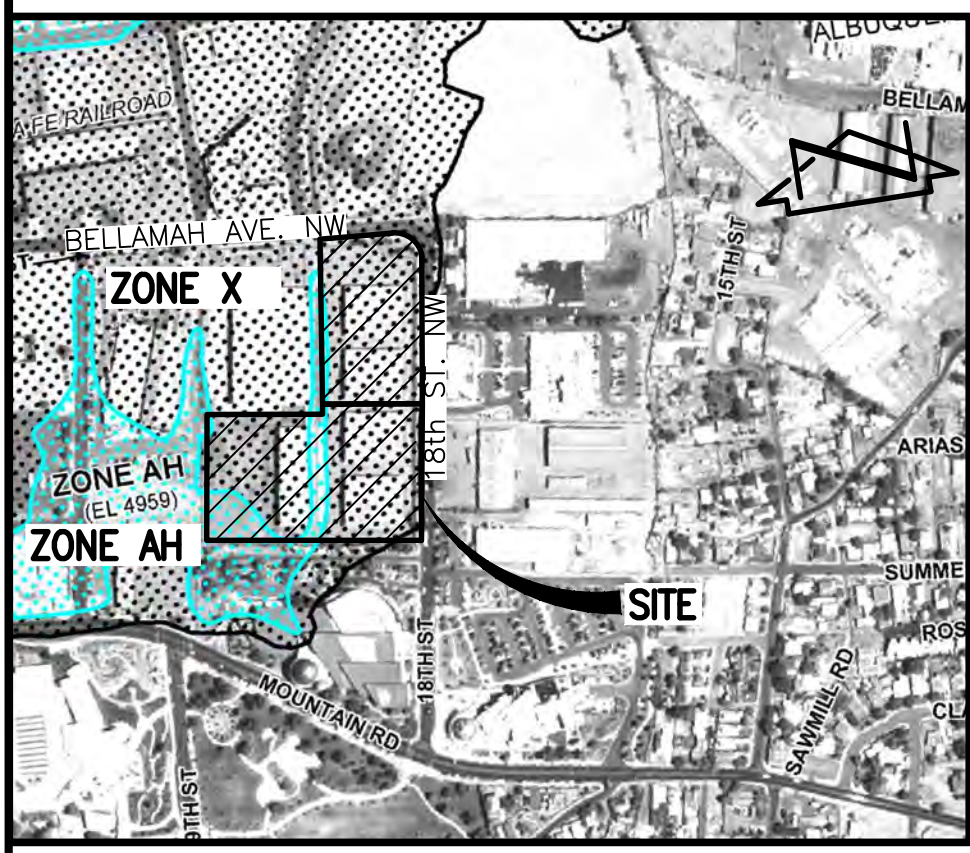 ALBUQUE
BELLAM
A FE RAILROAD
BELLAMAH AVE. NW
15TH ST
ZONE X
18th ST. NW
ARIAS
ZONE AH
(EL 4959)
ZONE AH
SUMME
SITE
ROS
18TH ST
MOUNTAIN RD
SAWMILL RD
CLA
9TH ST